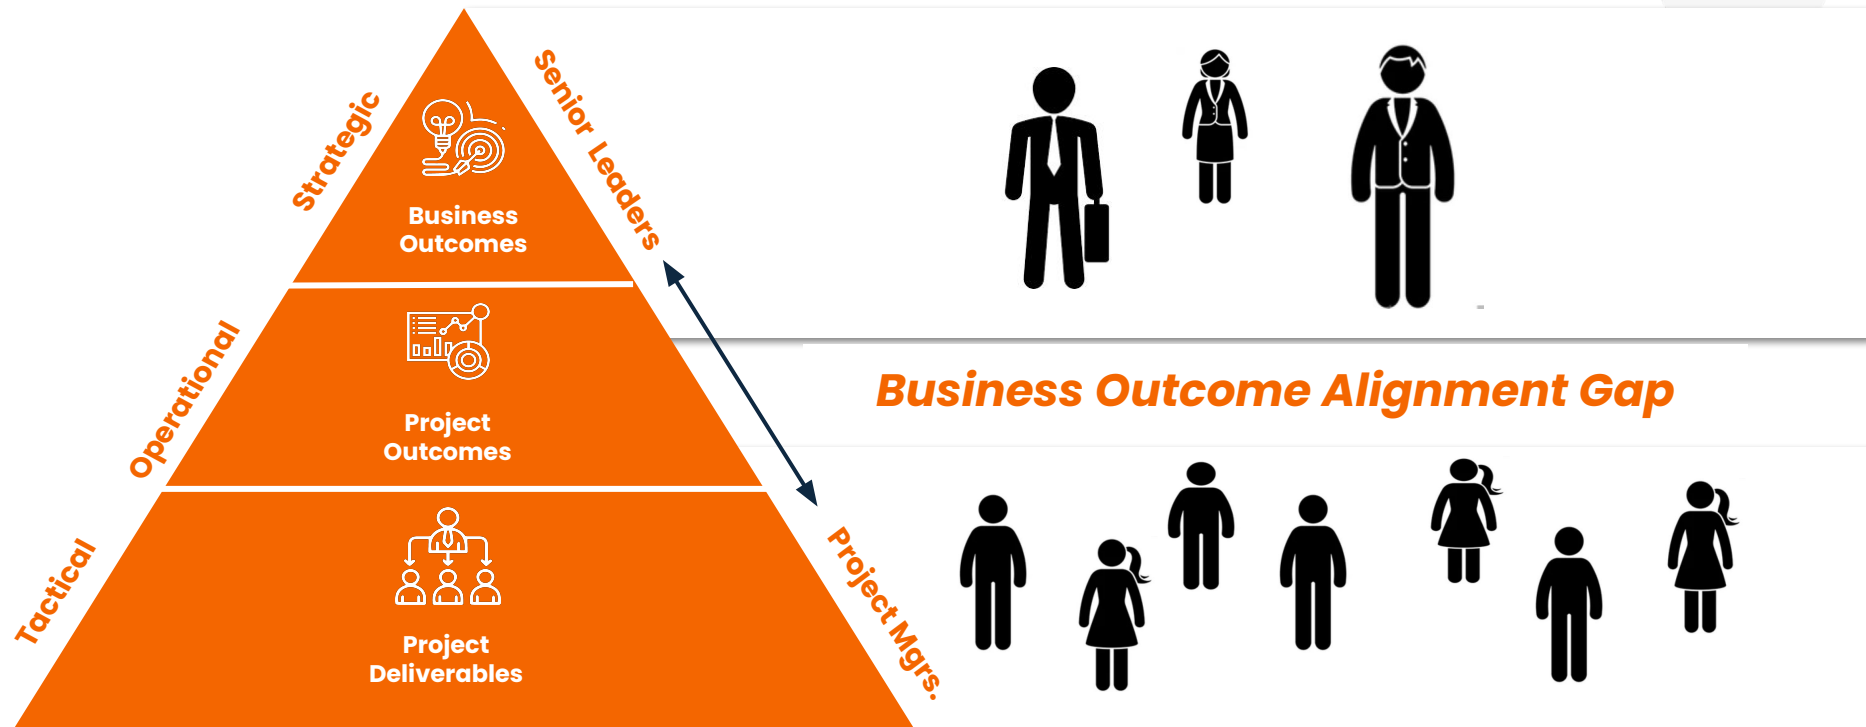 Strategic
Senior Leaders
Business
Outcomes
Operational
Project
Outcomes
Business Outcome Alignment Gap
Tactical
Project
Deliverables
Project Mgrs.